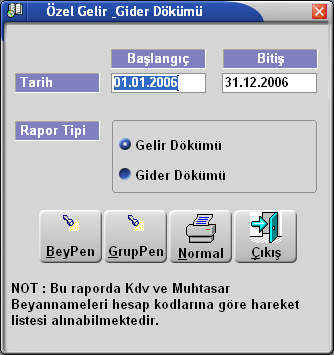 Özel Gelir _Gider Dökümü
Başlangıç Bitiş
Tarih 01.01.2006 31.12.2006
Rapor Tipi
Gelir Dökümü
Gider Dökümü
BeyPen GrupPen Normal Çıkış
NOT : Bu raporda Kdv ve Muhtasar
Beyannameleri hesap kodlarına göre hareket
listesi alınabilmektedir.